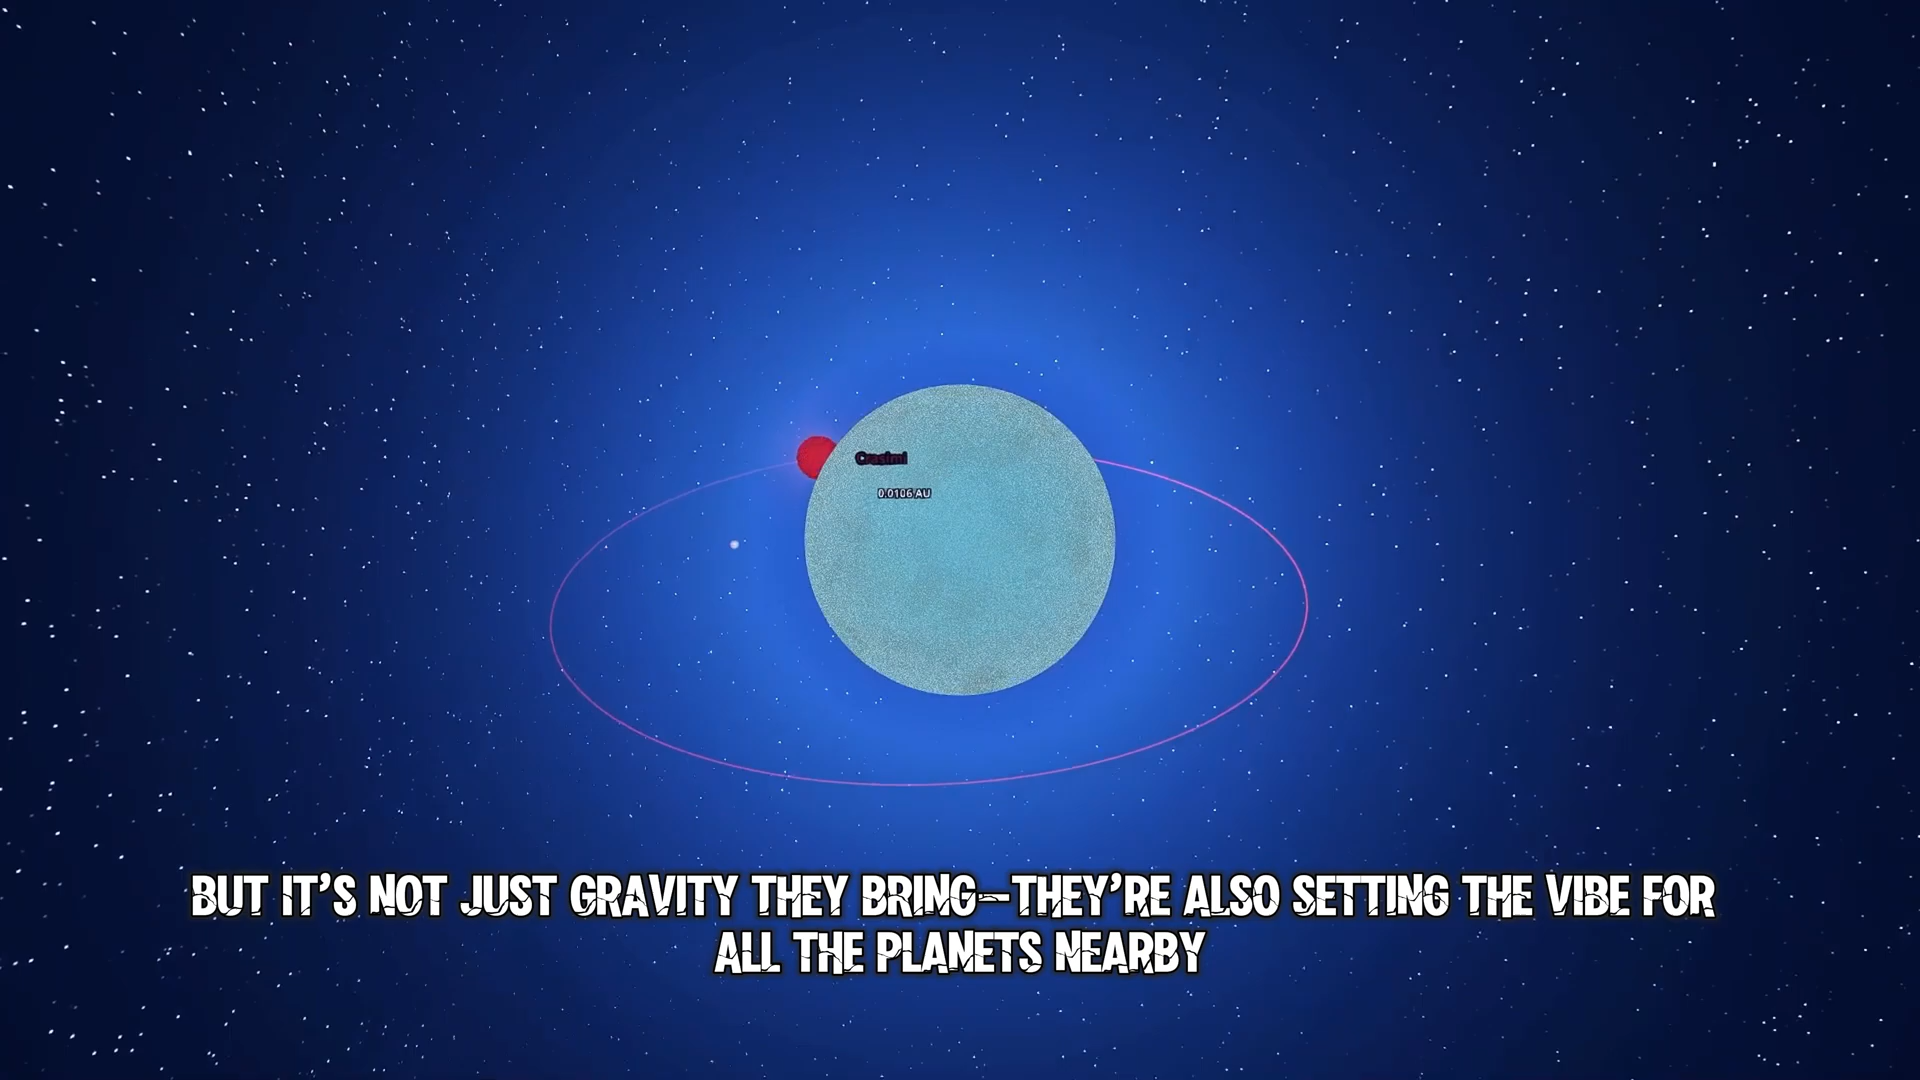 Crasimi
0.0106 AU
BUT IT’S NOT JUST GRAVITY THEY BRING—THEY’RE ALSO SETTING THE VIBE FOR
ALL THE PLANETS NEARBY